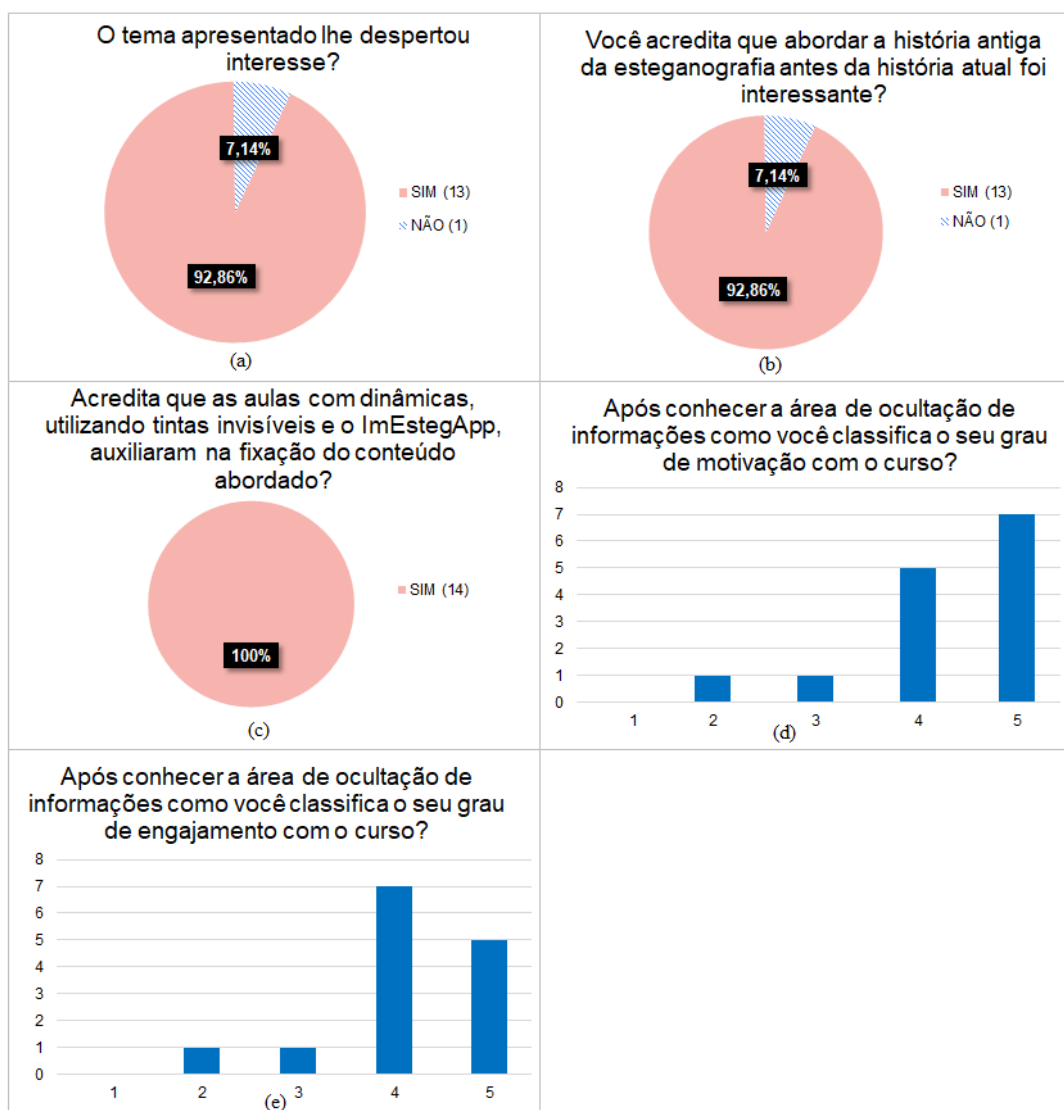 O tema apresentado lhe despertou
interesse?
7,14%
92,86%
SIM (13)
NÃO (1)
(a)
Você acredita que abordar a história antiga
da esteganografia antes da história atual foi
interessante?
7,14%
92,86%
SIM (13)
NÃO (1)
(b)
Acredita que as aulas com dinâmicas,
utilizando tintas invisíveis e o ImEstegApp,
auxiliaram na fixação do conteúdo
abordado?
SIM (14)
100%
(c)
Após conhecer a área de ocultação de
informações como você classifica o seu grau
de motivação com o curso?
8
7
6
5
4
3
2
1
0
1 2 3 4 5
(d)
Após conhecer a área de ocultação de
informações como você classifica o seu grau
de engajamento com o curso?
8
7
6
5
4
3
2
1
0
1 2 3 4 5
(e)